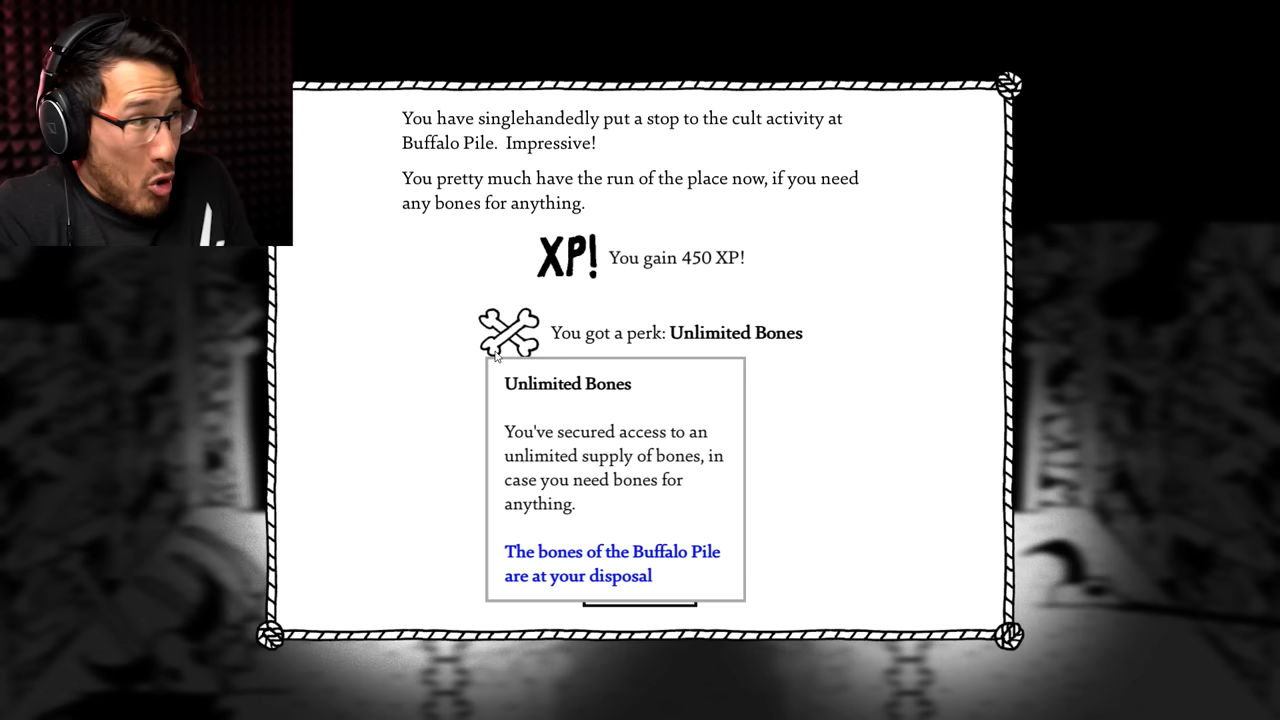 You have singlehandedly put a stop to the cult activity at
Buffalo Pile.  Impressive!
You pretty much have the run of the place now, if you need
any bones for anything.
XP! You gain 450 XP!
You got a perk: Unlimited Bones
Unlimited Bones
You've secured access to an
unlimited supply of bones, in
case you need bones for
anything.
The bones of the Buffalo Pile
are at your disposal